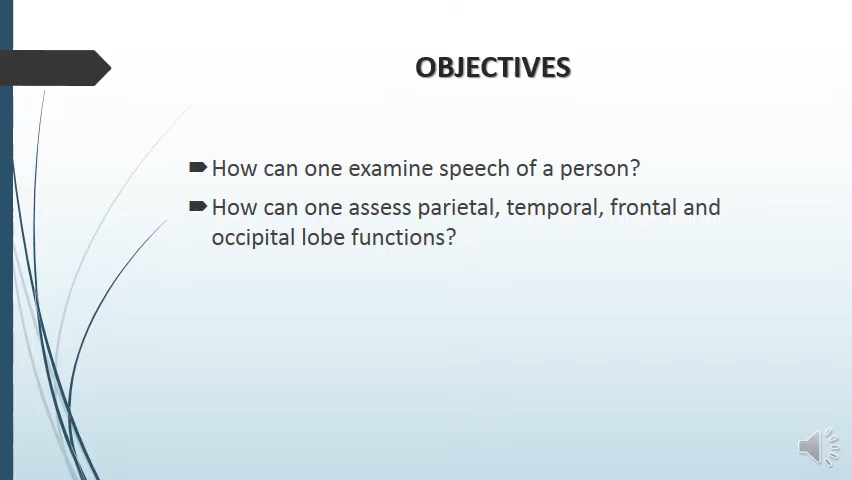 OBJECTIVES
How can one examine speech of a person?
How can one assess parietal, temporal, frontal and
occipital lobe functions?